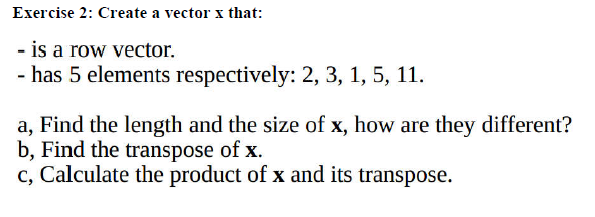 Exercise 2: Create a vector x that:
- is a row vector.
- has 5 elements respectively: 2, 3, 1, 5, 11.
a, Find the length and the size of x, how are they different?
b, Find the transpose of x.
c, Calculate the product of x and its transpose.